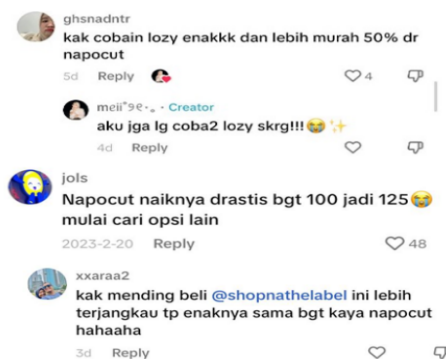 ghsnadntr
kak cobain lozy enakkk dan lebih murah 50% dr
napocut
5d Reply 4
meii˚୨୧⋆｡ · Creator
aku jga lg coba2 lozy skrg!!!😭✨
4d Reply
jols
Napocut naiknya drastis bgt 100 jadi 125😭
mulai cari opsi lain
2023-2-20 Reply 48
xxaraa2
kak mending beli @shopnathelabel ini lebih
terjangkau tp enaknya sama bgt kaya napocut
hahaaha
3d Reply